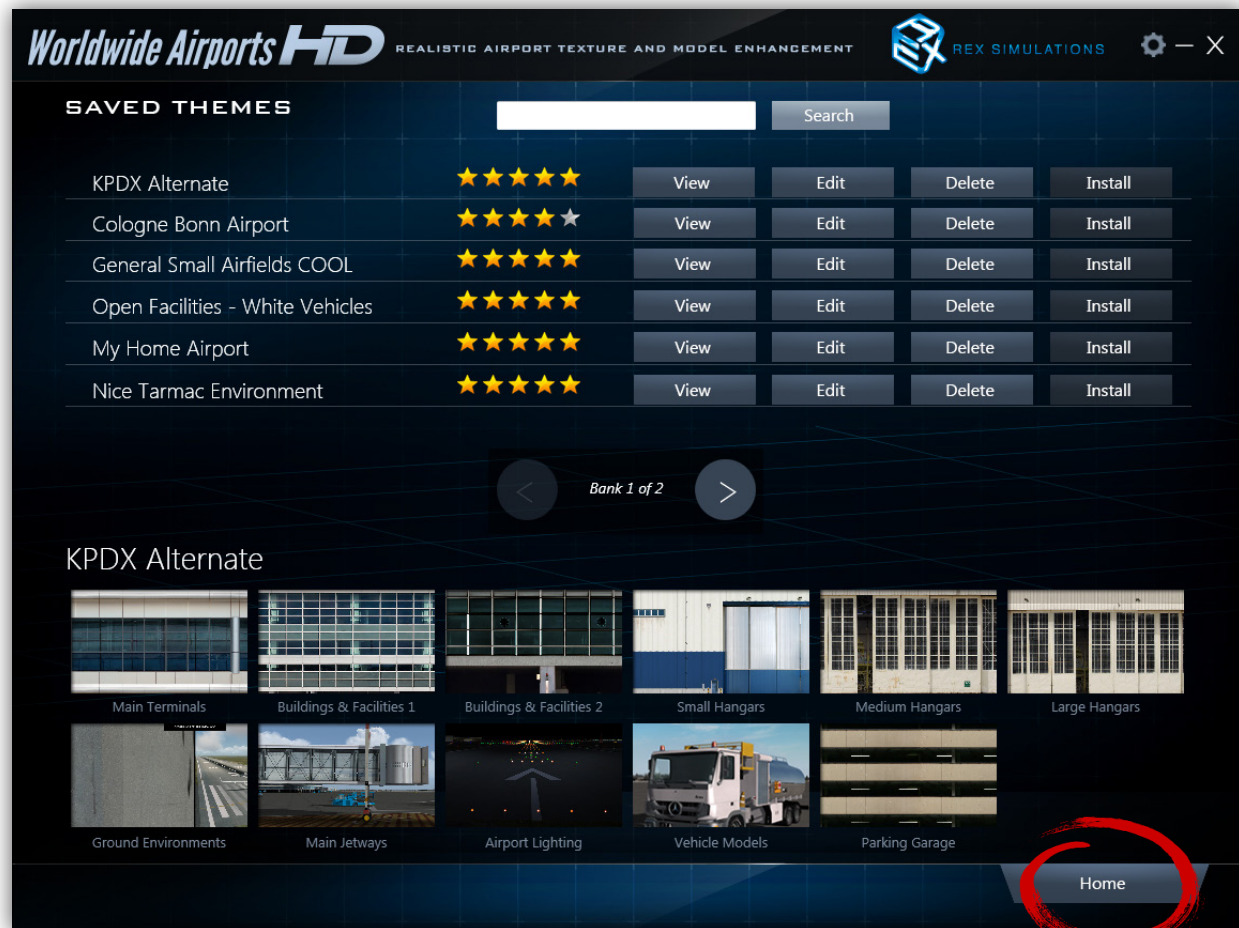 Worldwide Airports HD REALISTIC AIRPORT TEXTURE AND MODEL ENHANCEMENT REX REX SIMULATIONS
SAVED THEMES Search
KPDX Alternate View Edit Delete Install
Cologne Bonn Airport View Edit Delete Install
General Small Airfields COOL View Edit Delete Install
Open Facilities - White Vehicles View Edit Delete Install
My Home Airport View Edit Delete Install
Nice Tarmac Environment View Edit Delete Install
< Bank 1 of 2 >
KPDX Alternate
Main Terminals Buildings & Facilities 1 Buildings & Facilities 2 Small Hangars Medium Hangars Large Hangars
Ground Environments Main Jetways Airport Lighting Vehicle Models Parking Garage
Home